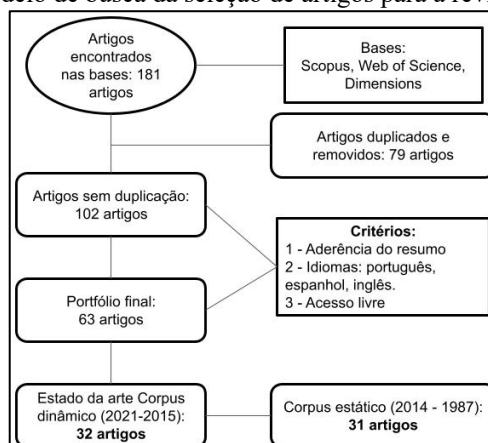 Artigos
encontrados
nas bases: 181
artigos
Bases:
Scopus, Web of Science,
Dimensions
Artigos duplicados e
removidos: 79 artigos
Artigos sem duplicação:
102 artigos
Critérios:
1 - Aderência do resumo
2 - Idiomas: português,
espanhol, inglês.
3 - Acesso livre
Portfólio final:
63 artigos
Estado da arte Corpus
dinâmico (2021-2015):
32 artigos
Corpus estático (2014 - 1987):
31 artigos